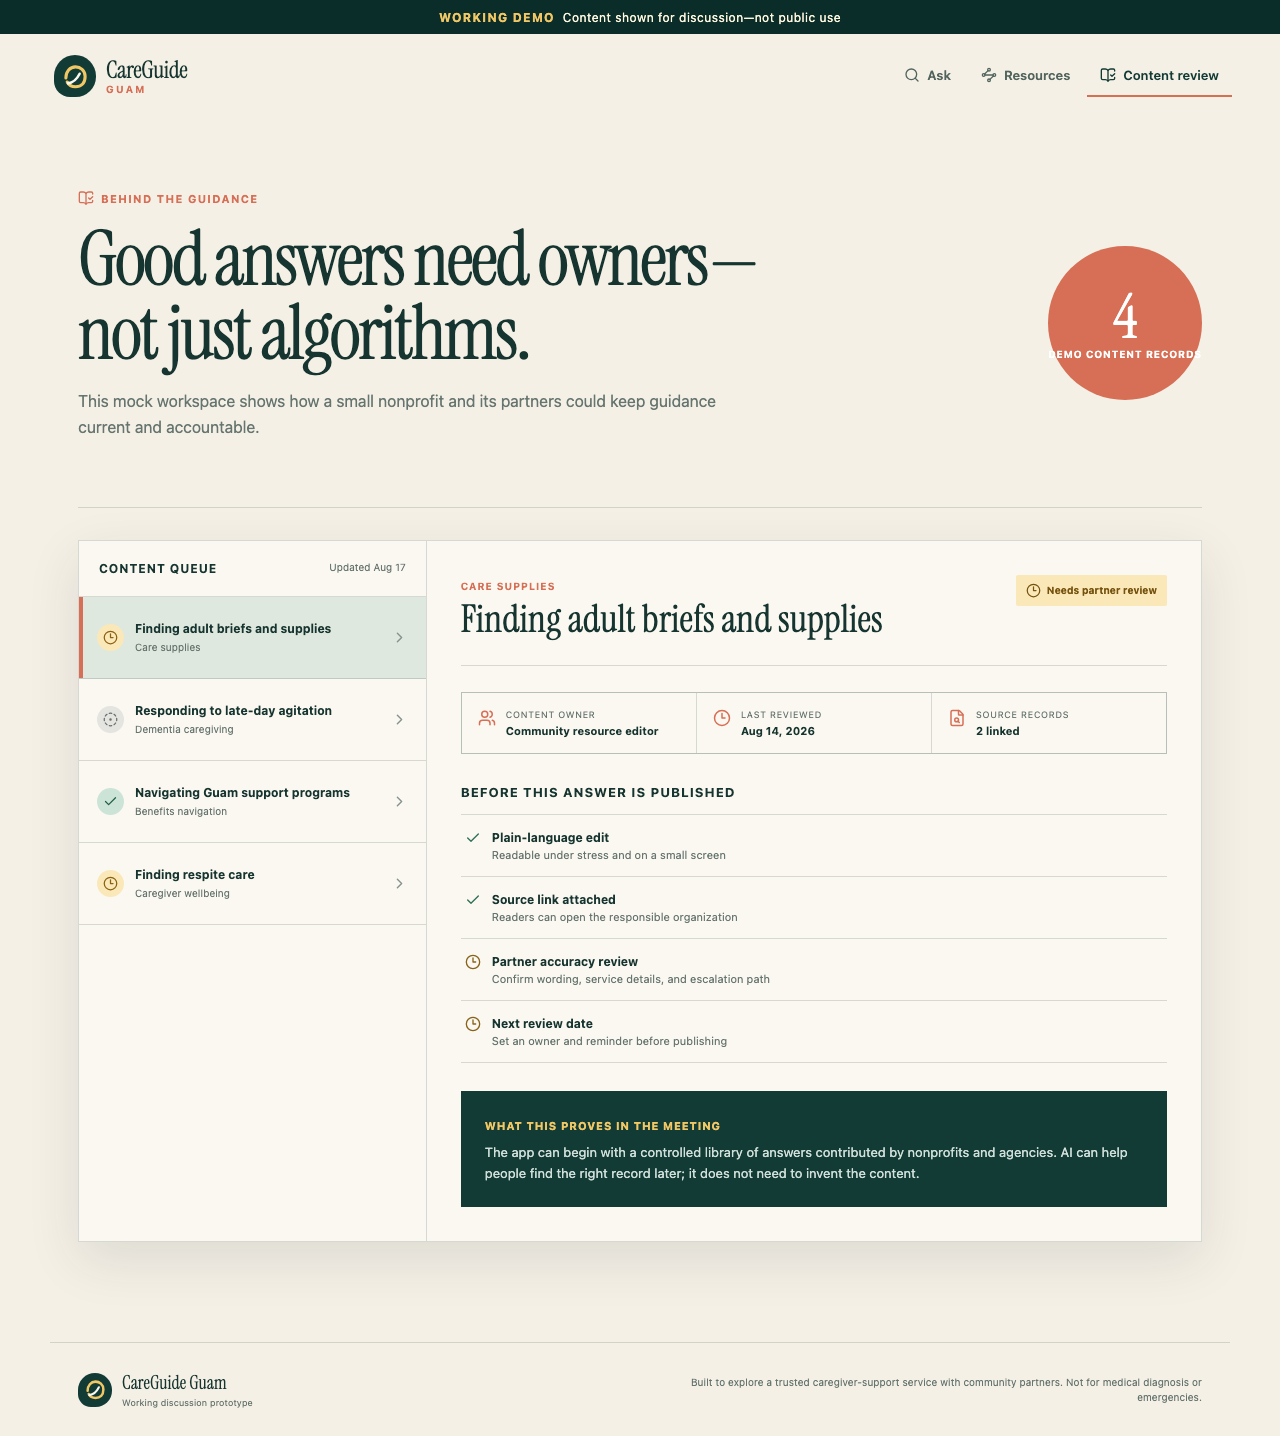 WORKING DEMO Content shown for discussion—not public use
CareGuide
GUAM
Ask
Resources
Content review
BEHIND THE GUIDANCE
Good answers need owners—
not just algorithms.
This mock workspace shows how a small nonprofit and its partners could keep guidance
current and accountable.
4
DEMO CONTENT RECORDS
CONTENT QUEUE
Updated Aug 17
Finding adult briefs and supplies
Care supplies
Responding to late-day agitation
Dementia caregiving
Navigating Guam support programs
Benefits navigation
Finding respite care
Caregiver wellbeing
CARE SUPPLIES
Finding adult briefs and supplies
Needs partner review
CONTENT OWNER
Community resource editor
LAST REVIEWED
Aug 14, 2026
SOURCE RECORDS
2 linked
BEFORE THIS ANSWER IS PUBLISHED
Plain-language edit
Readable under stress and on a small screen
Source link attached
Readers can open the responsible organization
Partner accuracy review
Confirm wording, service details, and escalation path
Next review date
Set an owner and reminder before publishing
WHAT THIS PROVES IN THE MEETING
The app can begin with a controlled library of answers contributed by nonprofits and agencies. AI can help
people find the right record later; it does not need to invent the content.
CareGuide Guam
Working discussion prototype
Built to explore a trusted caregiver-support service with community partners. Not for medical diagnosis or
emergencies.